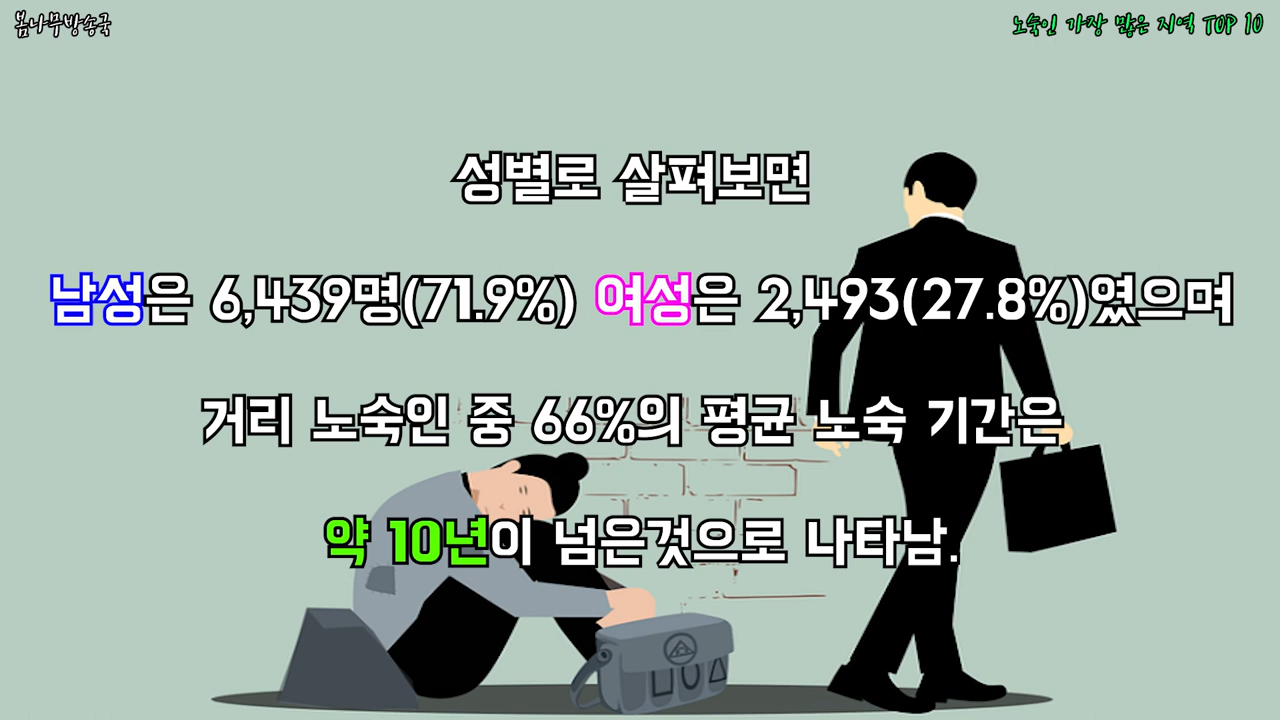 봄나무방송국
노숙인 가장 많은 지역 TOP 10
성별로 살펴보면
남성은 6,439명(71.9%) 여성은 2,493(27.8%)였으며
거리 노숙인 중 66%의 평균 노숙 기간은
약 10년이 넘은것으로 나타남.